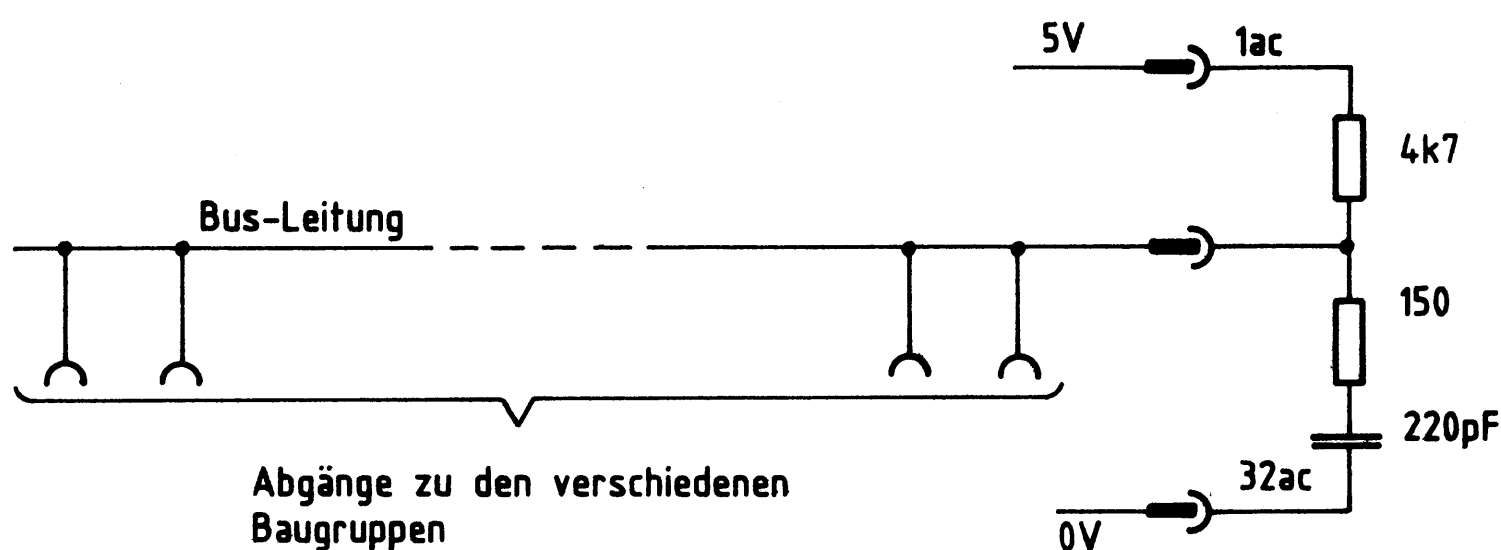 5V
1ac
4k7
Bus-Leitung
150
220pF
32ac
0V
Abgänge zu den verschiedenen
Baugruppen